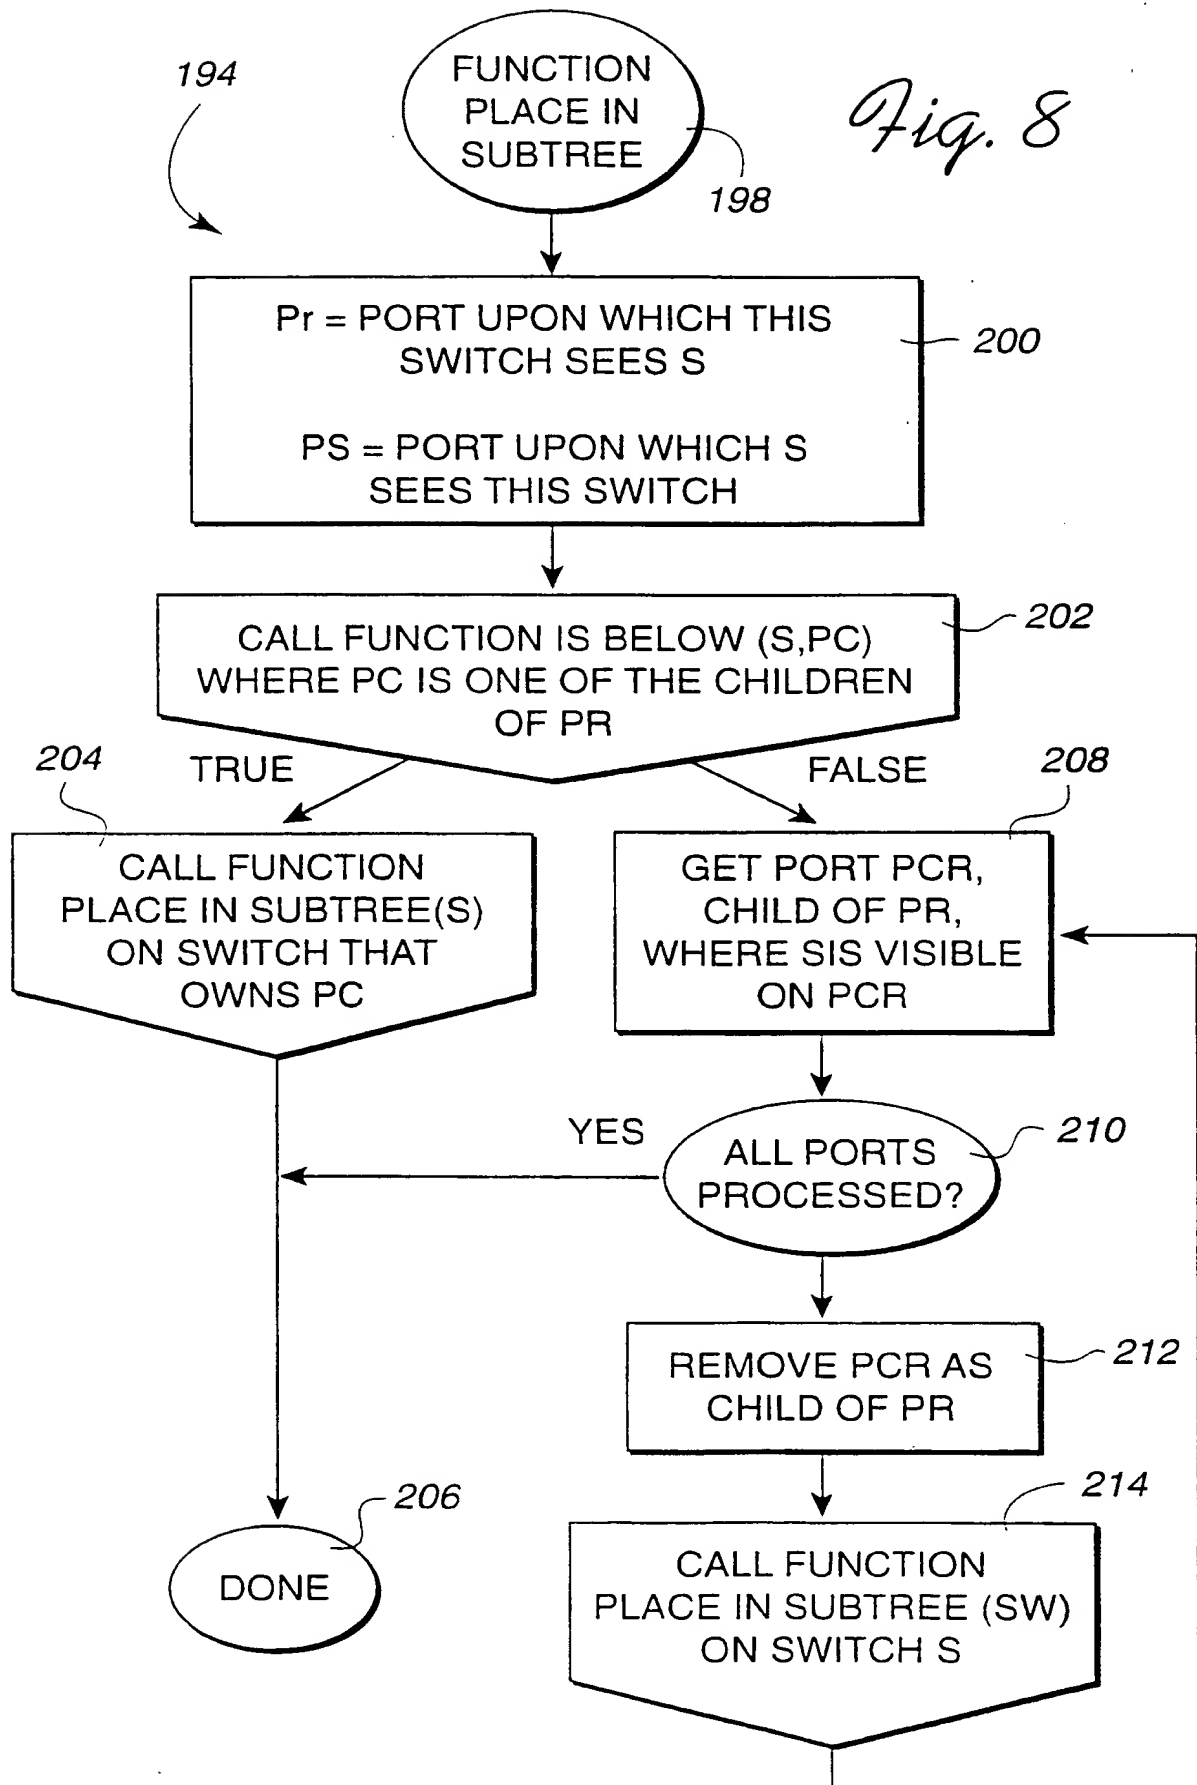 194
FUNCTION
PLACE IN
SUBTREE
198
Fig. 8
Pr = PORT UPON WHICH THIS
SWITCH SEES S
PS = PORT UPON WHICH S
SEES THIS SWITCH
200
CALL FUNCTION IS BELOW (S,PC)
WHERE PC IS ONE OF THE CHILDREN
OF PR
202
TRUE
FALSE
204
CALL FUNCTION
PLACE IN SUBTREE(S)
ON SWITCH THAT
OWNS PC
208
GET PORT PCR,
CHILD OF PR,
WHERE SIS VISIBLE
ON PCR
YES
ALL PORTS
PROCESSED?
210
REMOVE PCR AS
CHILD OF PR
212
206
DONE
214
CALL FUNCTION
PLACE IN SUBTREE (SW)
ON SWITCH S